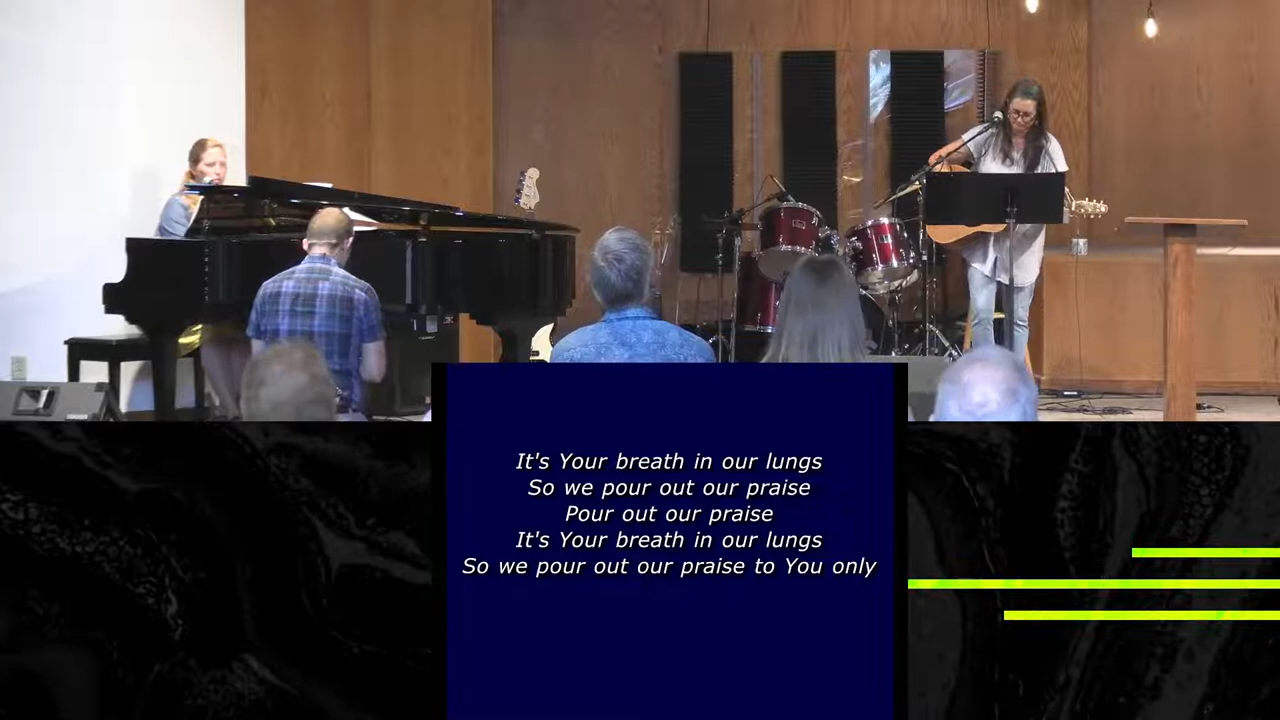 It's Your breath in our lungs
So we pour out our praise
Pour out our praise
It's Your breath in our lungs
So we pour out our praise to You only